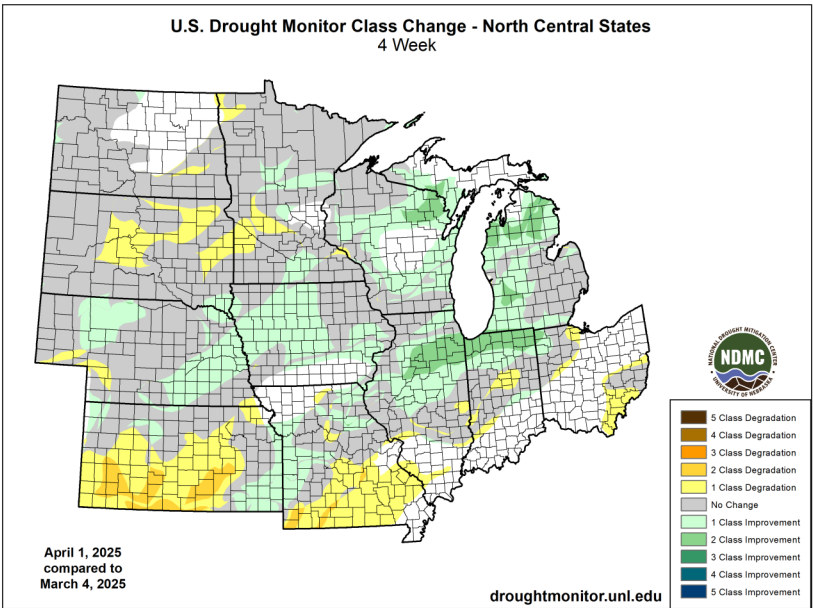 U.S. Drought Monitor Class Change - North Central States
4 Week
NATIONAL DROUGHT MITIGATION CENTER
NDMC
UNIVERSITY OF NEBRASKA
5 Class Degradation
4 Class Degradation
3 Class Degradation
2 Class Degradation
1 Class Degradation
No Change
1 Class Improvement
2 Class Improvement
3 Class Improvement
4 Class Improvement
5 Class Improvement
April 1, 2025
compared to
March 4, 2025
droughtmonitor.unl.edu